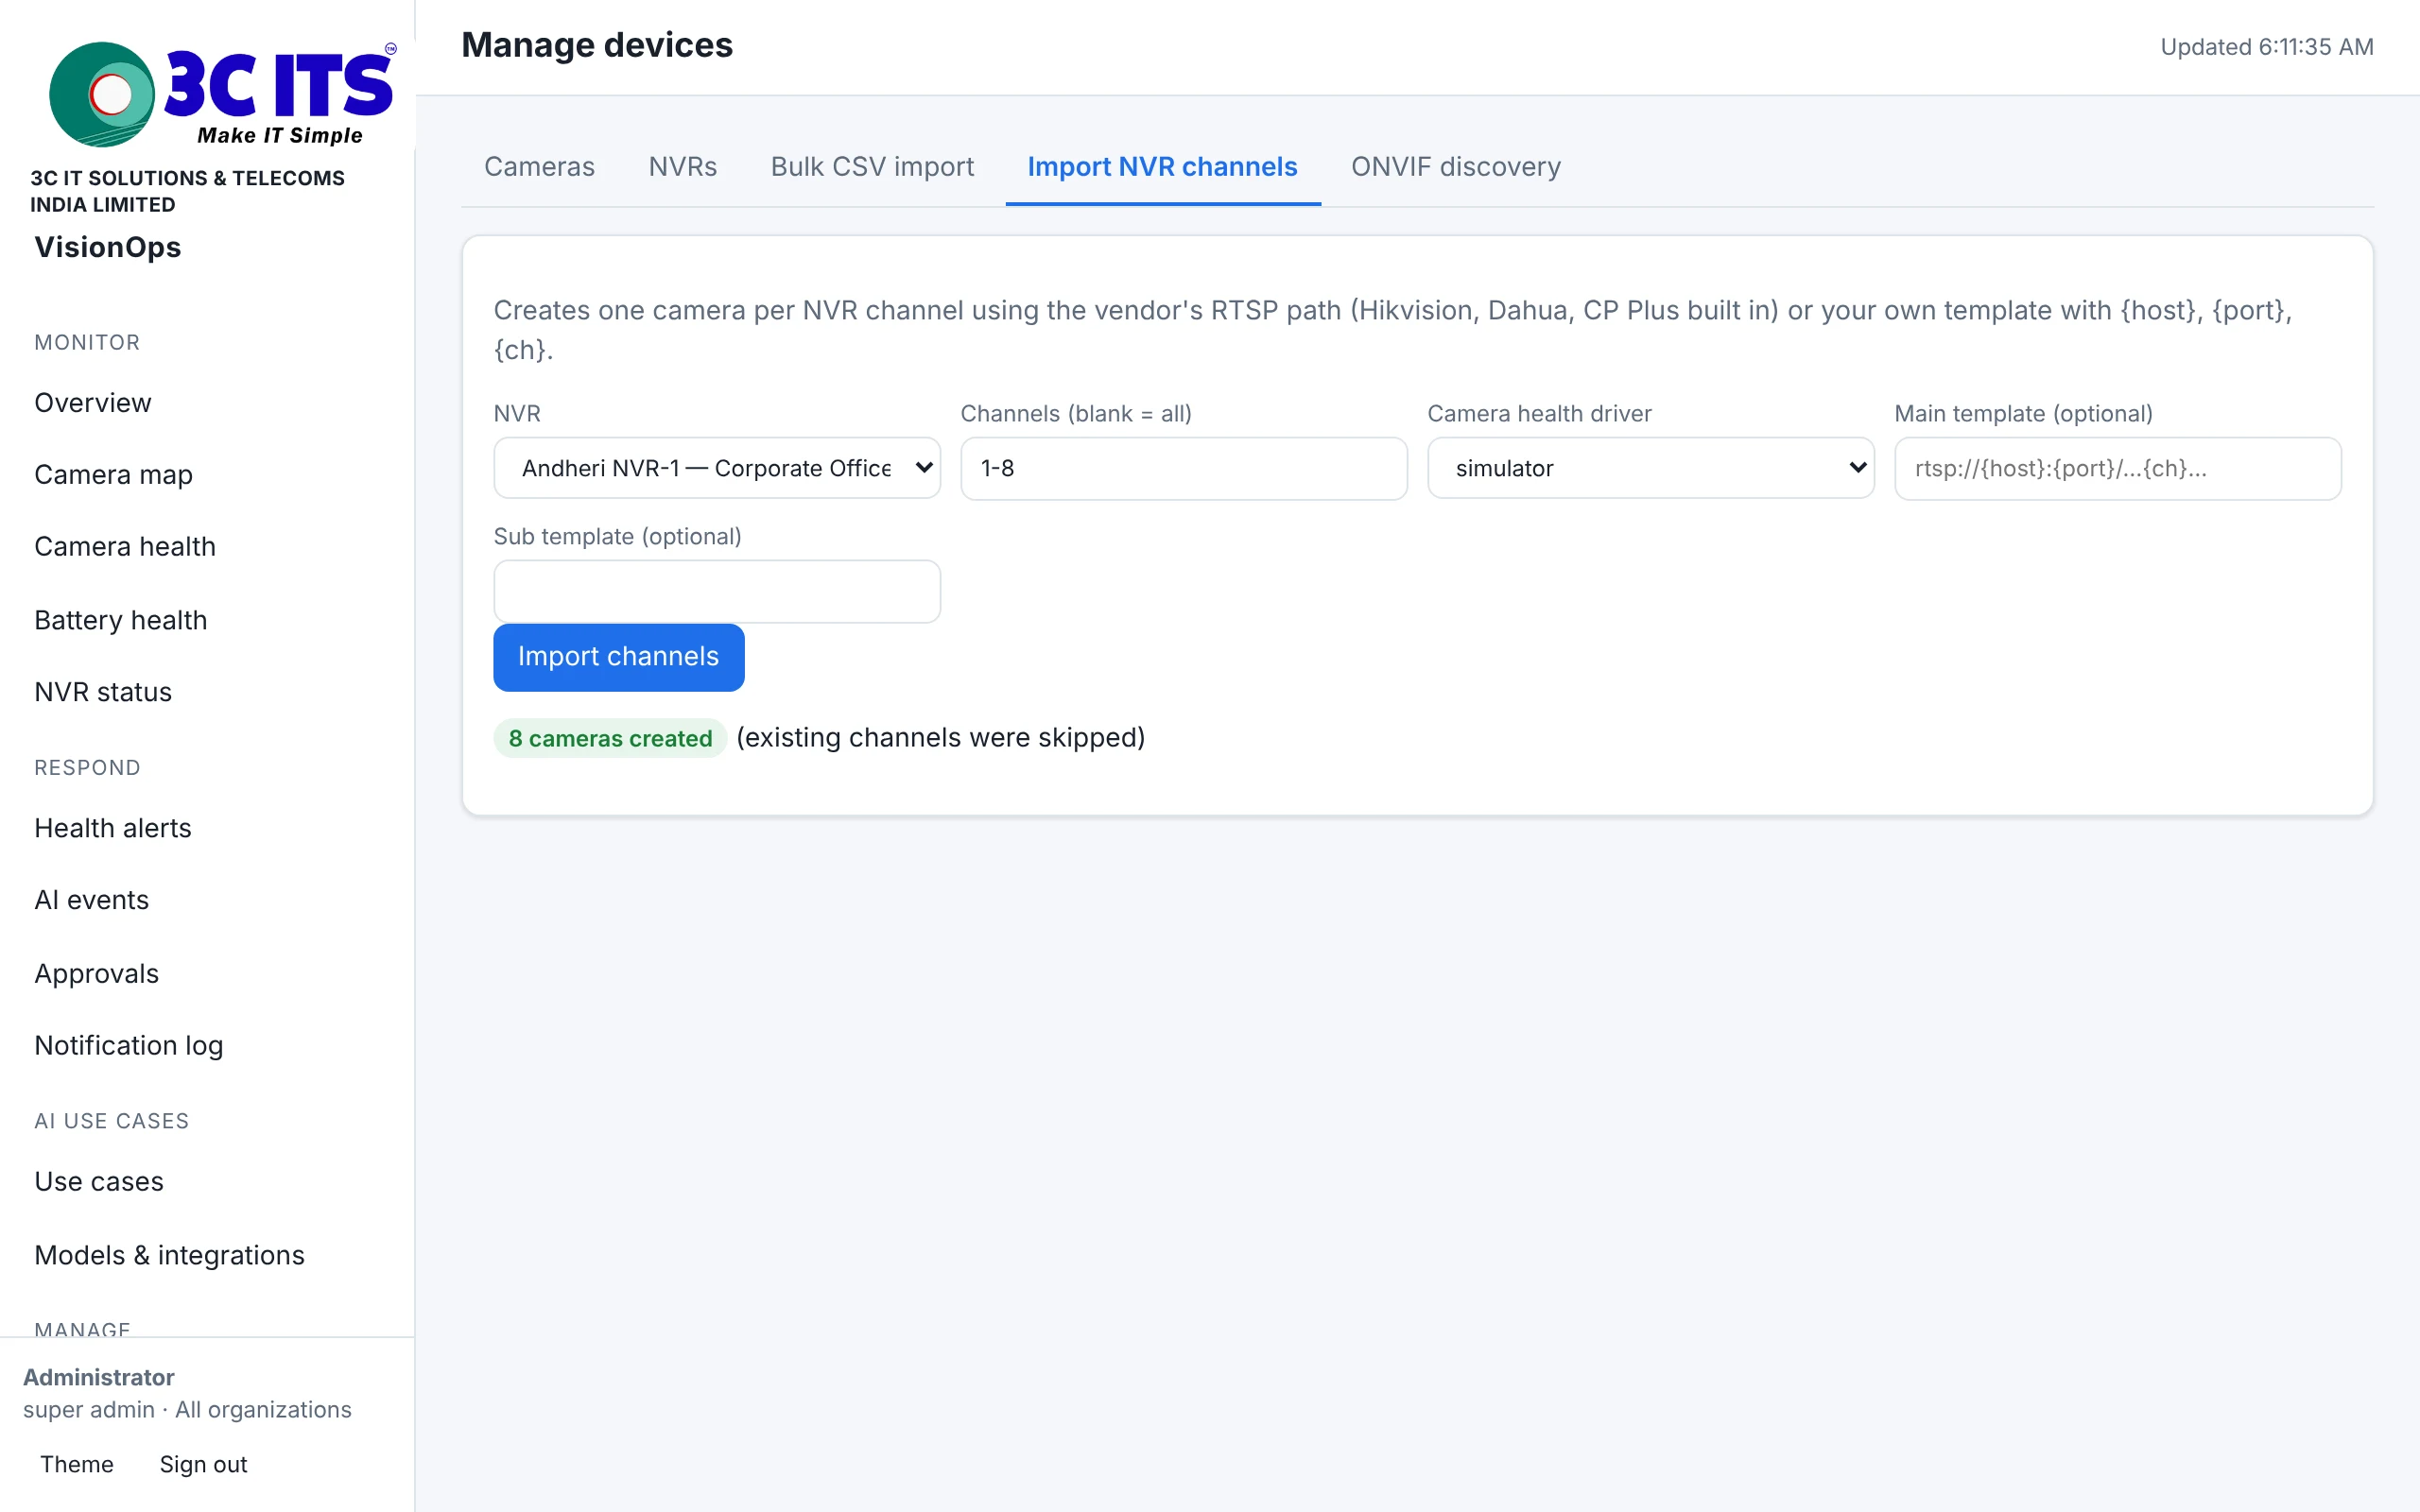 3C ITS
TM
Make IT Simple
3C IT SOLUTIONS & TELECOMS
INDIA LIMITED
VisionOps
MONITOR
Overview
Camera map
Camera health
Battery health
NVR status
RESPOND
Health alerts
AI events
Approvals
Notification log
AI USE CASES
Use cases
Models & integrations
MANAGE
Administrator
super admin · All organizations
Theme Sign out
Manage devices
Updated 6:11:35 AM
Cameras NVRs Bulk CSV import Import NVR channels ONVIF discovery
Creates one camera per NVR channel using the vendor's RTSP path (Hikvision, Dahua, CP Plus built in) or your own template with {host}, {port},
{ch}.
NVR Channels (blank = all) Camera health driver Main template (optional)
Andheri NVR-1 — Corporate Office 1-8 simulator rtsp://{host}:{port}/...{ch}...
Sub template (optional)
Import channels
8 cameras created (existing channels were skipped)